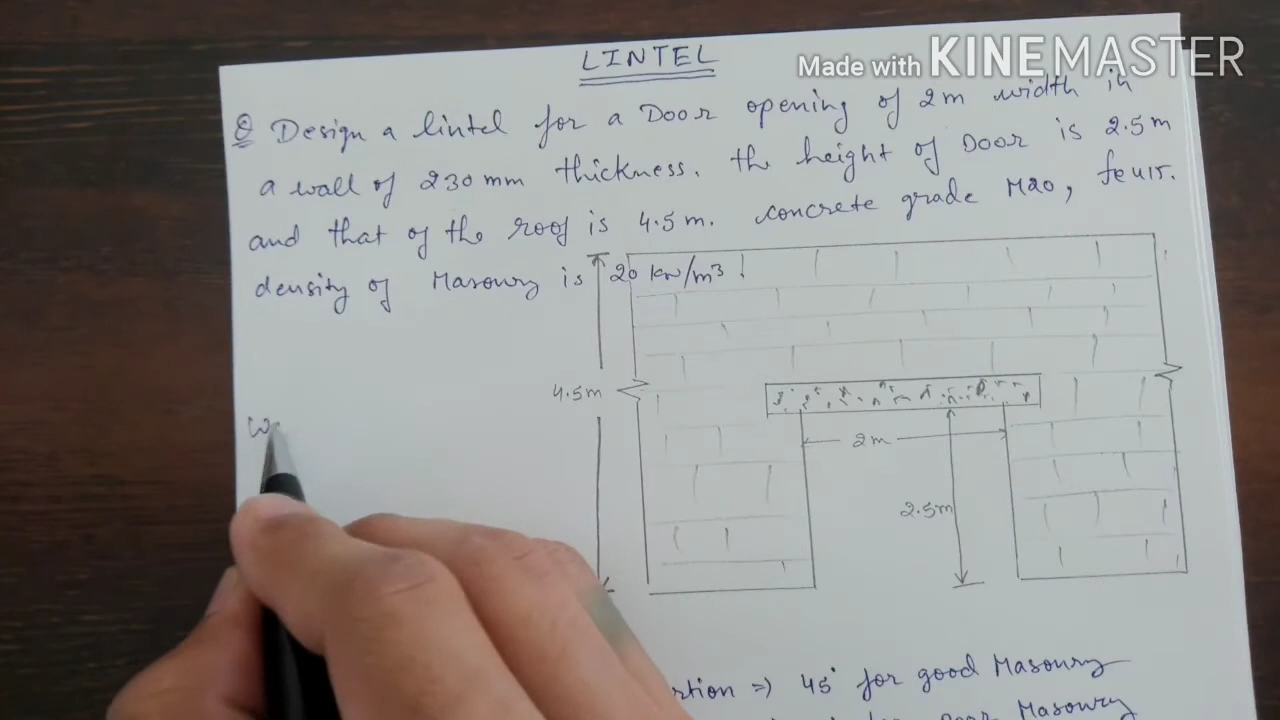 LINTEL
Made with KINEMASTER
Q Design a lintel for a Door opening of 2m width in
a wall of 230 mm thickness. the height of Door is 2.5m
and that of the roof is 4.5m. concrete grade M20, fe415.
density of Masonry is 20 kN/m3.
4.5m
2m
2.5m
rtion => 45° for good Masonry
Masonry